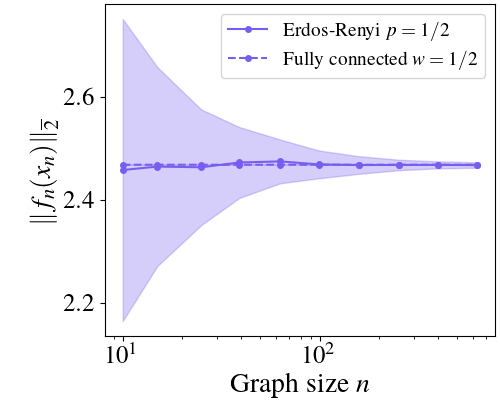 Erdos-Renyi p = 1/2
Fully connected w = 1/2
||f_n(x_n)||_{\overline{2}}
2.6
2.4
2.2
10^1
10^2
Graph size n